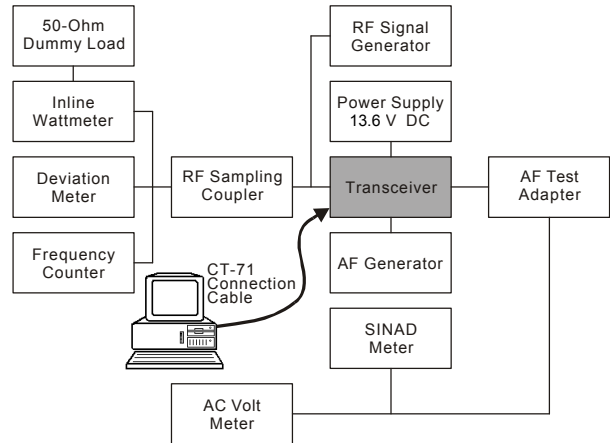 50-Ohm
Dummy Load
RF Signal
Generator
Inline
Wattmeter
Power Supply
13.6 V DC
Deviation
Meter
RF Sampling
Coupler
Transceiver
AF Test
Adapter
Frequency
Counter
CT-71
Connection
Cable
AF Generator
SINAD
Meter
AC Volt
Meter